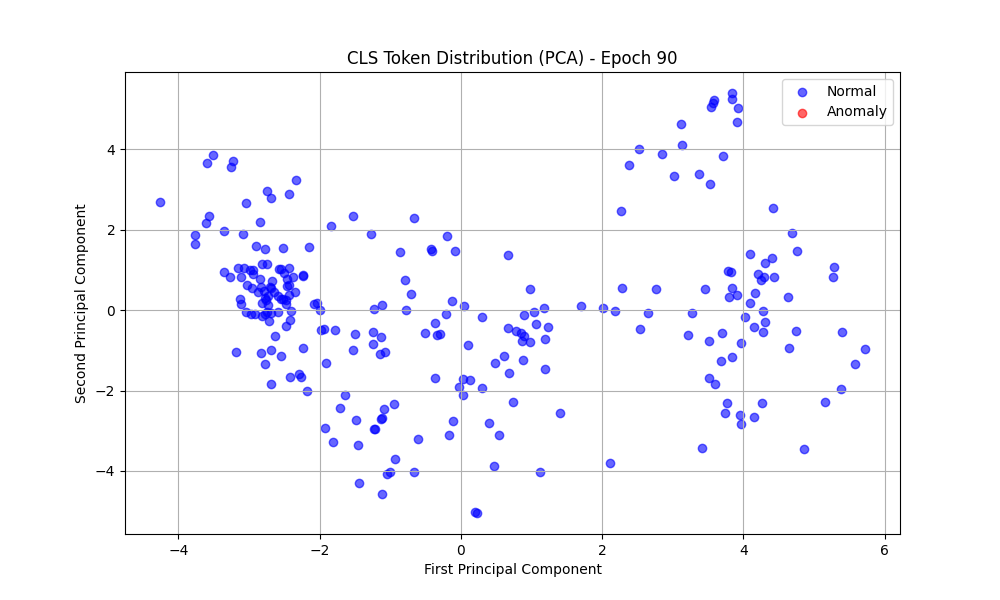 CLS Token Distribution (PCA) - Epoch 90
Normal
Anomaly
Second Principal Component
4
2
0
−2
−4
−4
−2
0
2
4
6
First Principal Component